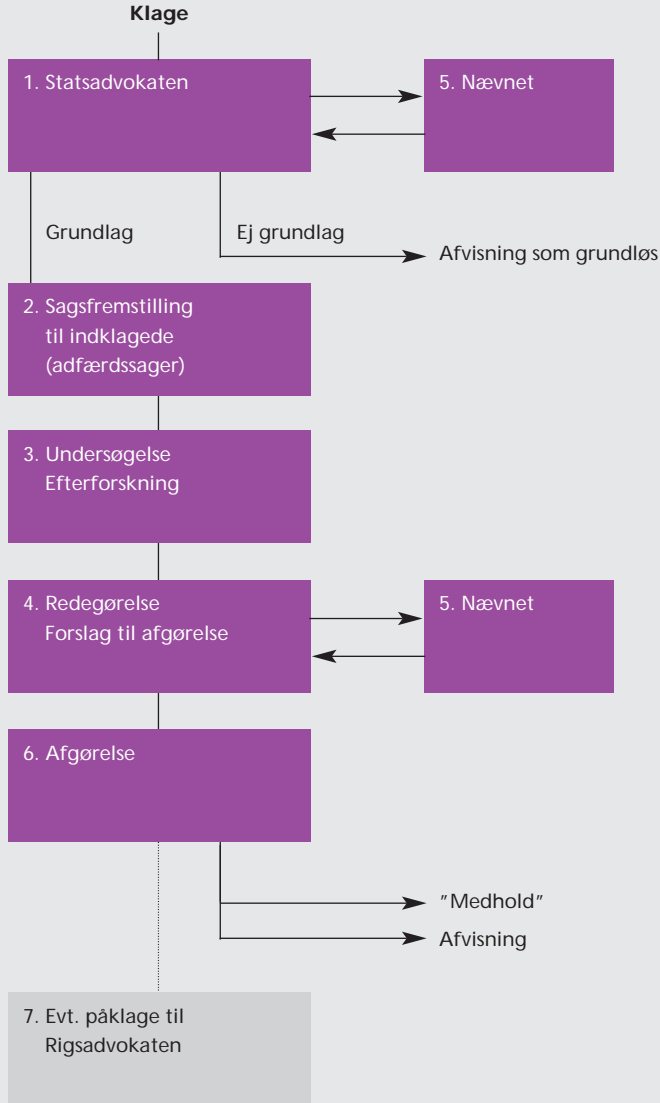 Klage
1. Statsadvokaten
5. Nævnet
Grundlag
Ej grundlag
Afvisning som grundløs
2. Sagsfremstilling
til indklagede
(adfærdssager)
3. Undersøgelse
Efterforskning
4. Redegørelse
Forslag til afgørelse
5. Nævnet
6. Afgørelse
"Medhold"
Afvisning
7. Evt. påklage til
Rigsadvokaten